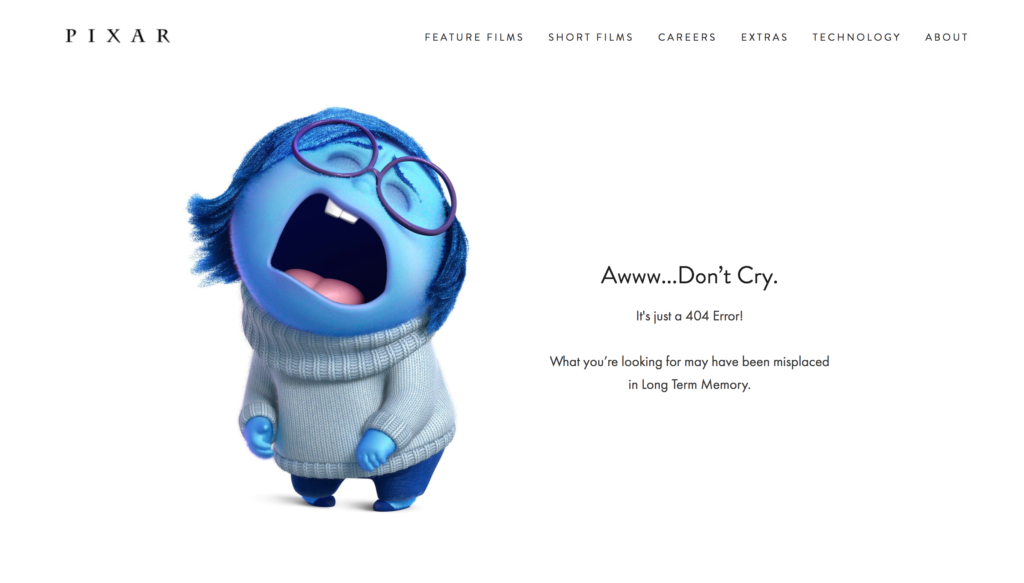 PIXAR
FEATURE FILMS SHORT FILMS CAREERS EXTRAS TECHNOLOGY ABOUT
Awww...Don’t Cry.
It's just a 404 Error!
What you’re looking for may have been misplaced
in Long Term Memory.